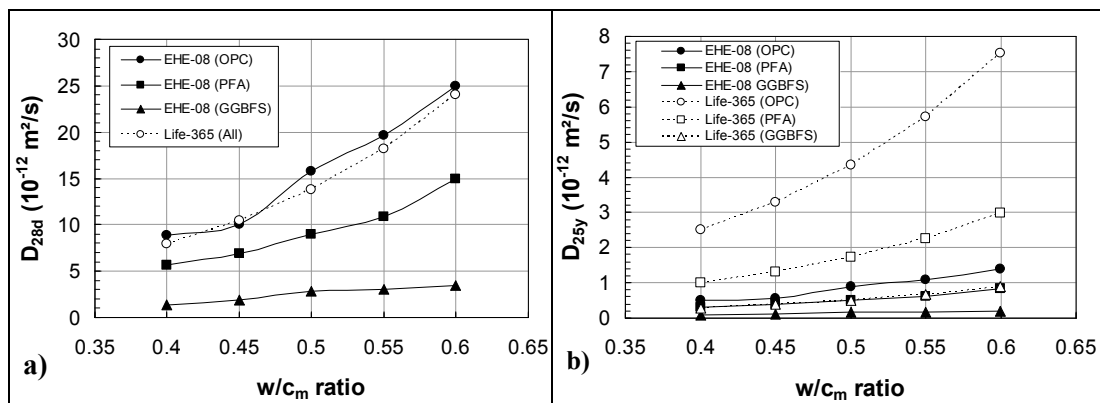 30
25
20
15
10
5
0
D28d (10-12 m²/s)
EHE-08 (OPC)
EHE-08 (PFA)
EHE-08 (GGBFS)
Life-365 (All)
0.35 0.4 0.45 0.5 0.55 0.6 0.65
a)
w/cm ratio
8
7
6
5
4
3
2
1
0
D25y (10-12 m²/s)
EHE-08 (OPC)
EHE-08 (PFA)
EHE-08 GGBFS)
Life-365 (OPC)
Life-365 (PFA)
Life-365 (GGBFS)
0.35 0.4 0.45 0.5 0.55 0.6 0.65
b)
w/cm ratio